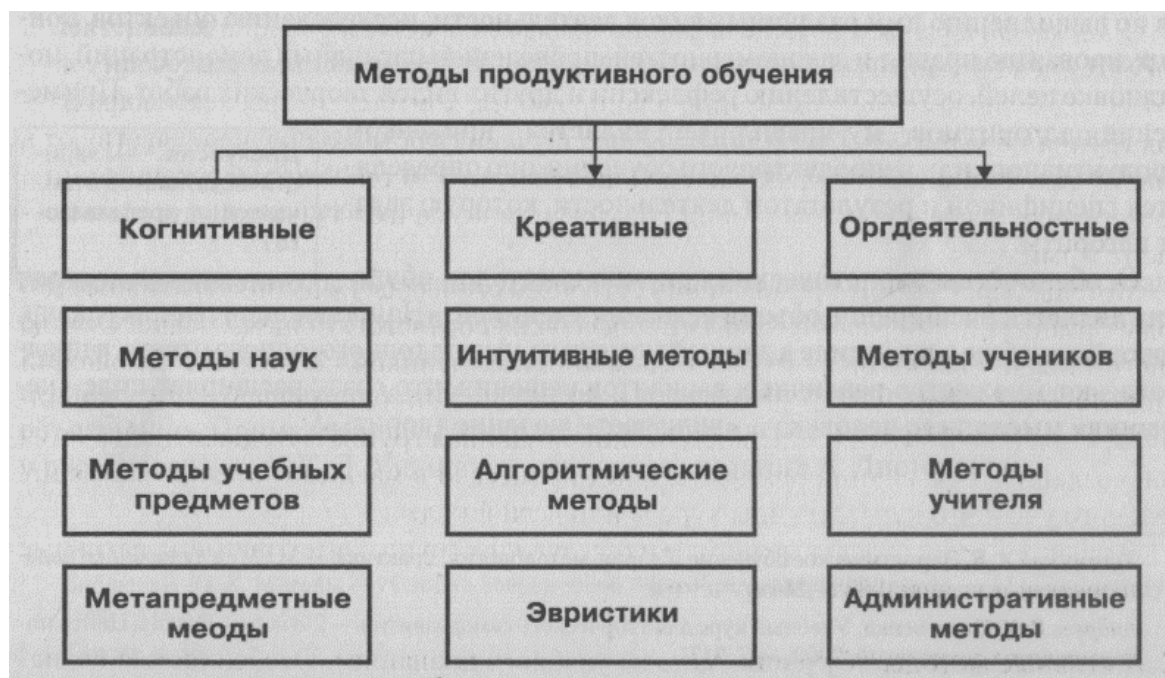 Методы продуктивного обучения
Когнитивные
Креативные
Оргдеятельностные
Методы наук
Интуитивные методы
Методы учеников
Методы учебных
предметов
Алгоритмические
методы
Методы
учителя
Метапредметные
меоды
Эвристики
Административные
методы